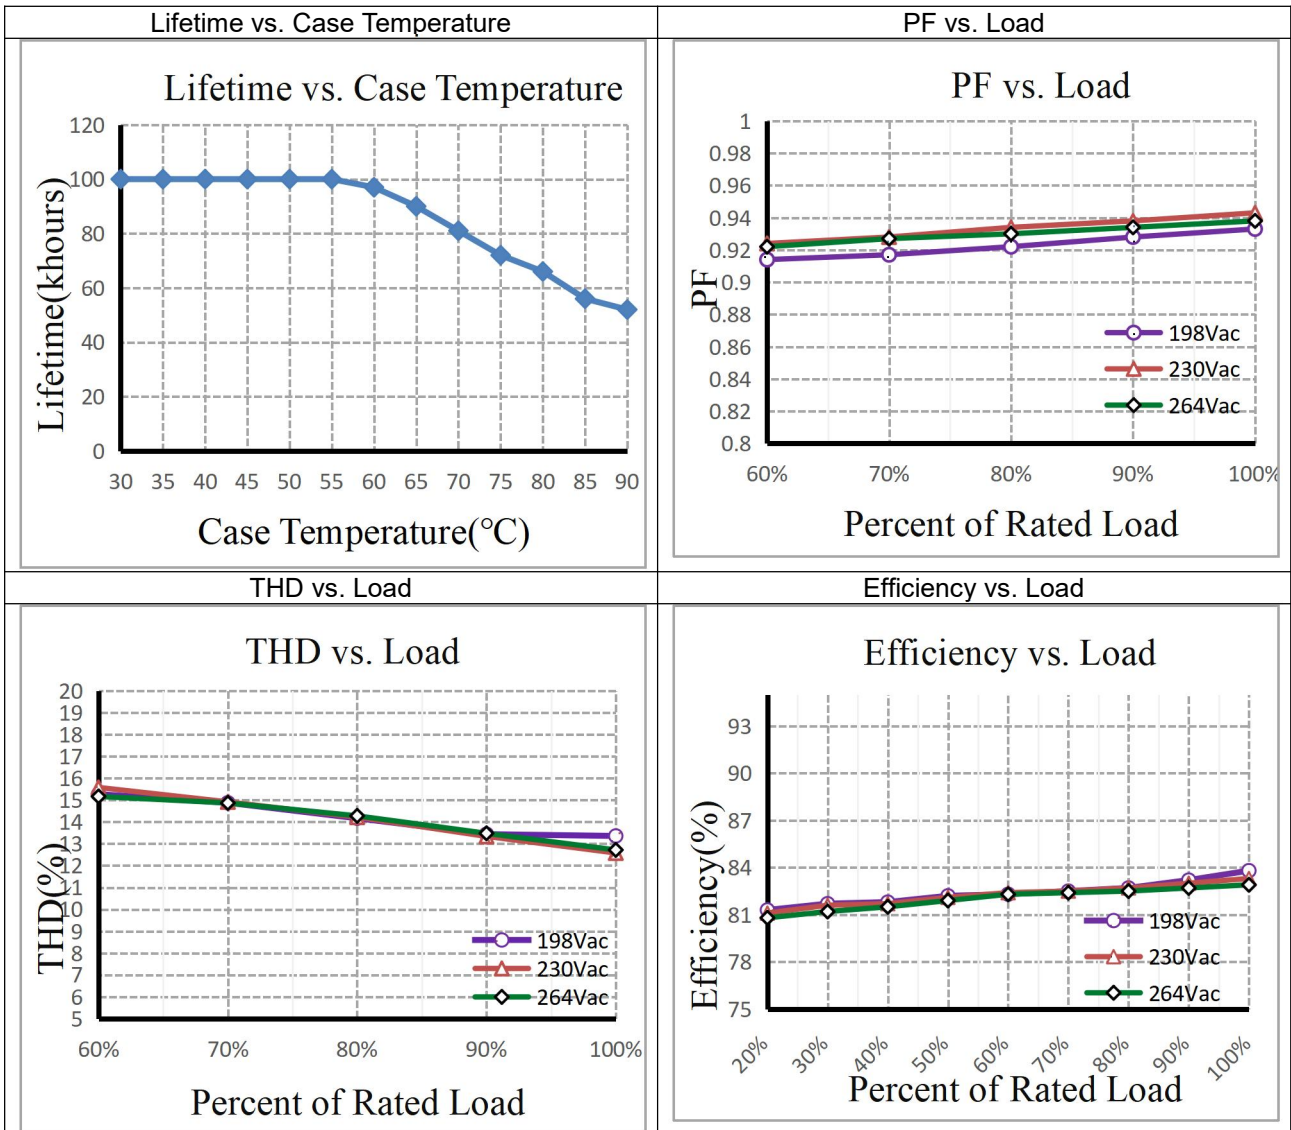 Lifetime vs. Case Temperature
PF vs. Load
Lifetime vs. Case Temperature
120
100
80
60
40
20
0
Lifetime(khours)
30 35 40 45 50 55 60 65 70 75 80 85 90
Case Temperature(°C)
PF vs. Load
1
0.98
0.96
0.94
0.92
0.9
0.88
0.86
0.84
0.82
0.8
PF
198Vac
230Vac
264Vac
60% 70% 80% 90% 100%
Percent of Rated Load
THD vs. Load
Efficiency vs. Load
THD vs. Load
20
19
18
17
16
15
14
13
12
11
10
9
8
7
6
5
THD(%)
198Vac
230Vac
264Vac
60% 70% 80% 90% 100%
Percent of Rated Load
Efficiency vs. Load
93
90
87
84
81
78
75
Efficiency(%)
198Vac
230Vac
264Vac
20% 30% 40% 50% 60% 70% 80% 90% 100%
Percent of Rated Load